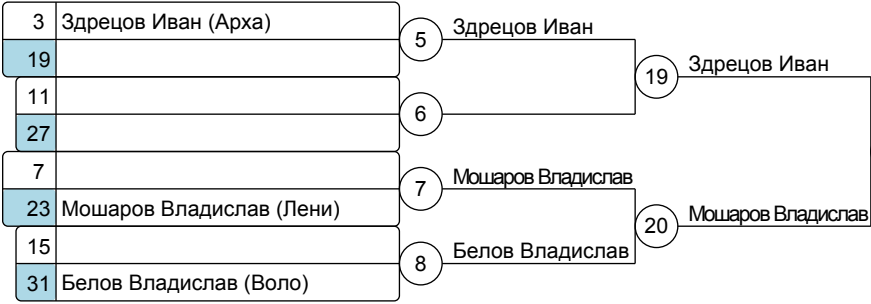 3 Здрецов Иван (Арха)
5 Здрецов Иван
19
19 Здрецов Иван
11
6
27
7
7 Мошаров Владислав
23 Мошаров Владислав (Лени)
20 Мошаров Владислав
15
8 Белов Владислав
31 Белов Владислав (Воло)